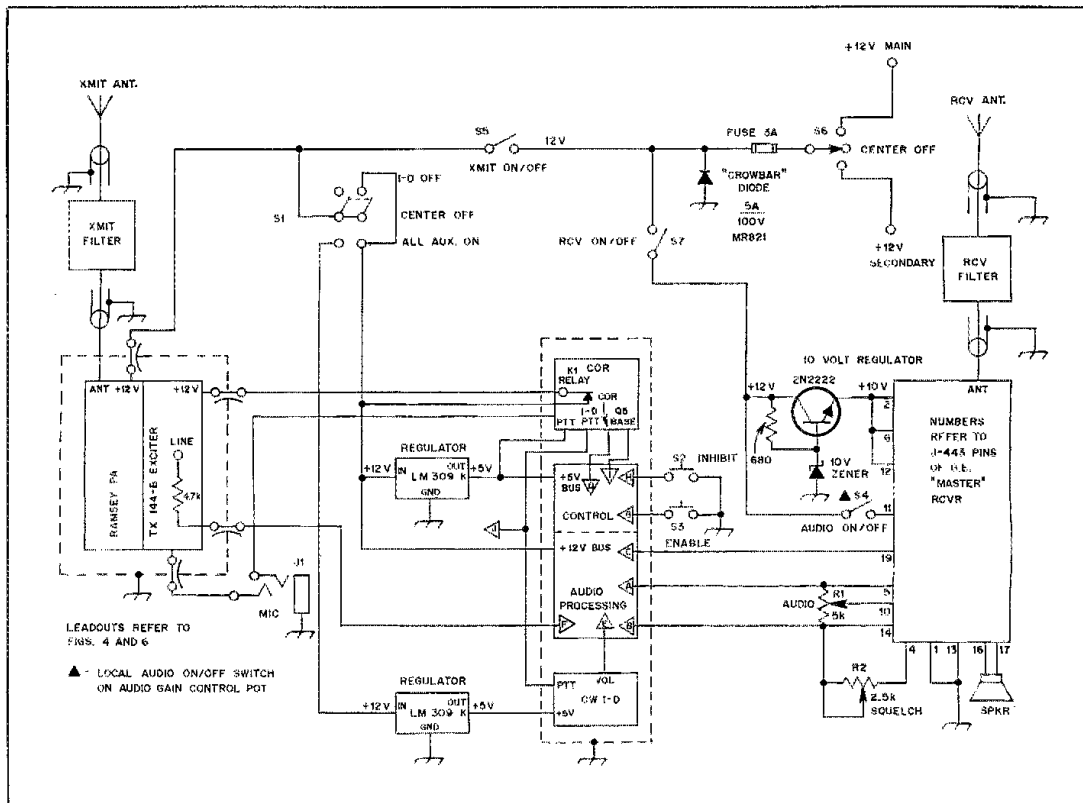 +12V MAIN
XMIT ANT.
RCV ANT.
S5
12V
FUSE 3A
S6
XMIT ON/OFF
CENTER OFF
"CROWBAR"
DIODE
5A
100V
MR821
I-D OFF
S1
CENTER OFF
ALL AUX. ON
RCV ON/OFF
S7
+12V
SECONDARY
XMIT
FILTER
RCV
FILTER
10 VOLT REGULATOR
ANT +12V
+12V
RAMSEY PA
TX 144-B EXCITER
LINE
4.7k
K1
RELAY
COR
COR
PTT
I-D
PTT
Q5
BASE
+12V
2N2222
+10V
ANT
2
9
12
680
10V
ZENER
NUMBERS
REFER TO
J-443 PINS
OF G.E.
"MASTER"
RCVR
REGULATOR
+12V
IN
LM 309 K
OUT
+5V
GND
+5V
BUS
CONTROL
S2
INHIBIT
S3
ENABLE
S4
AUDIO ON/OFF
11
J
+12V BUS
C
19
AUDIO
PROCESSING
A
5
R1
AUDIO
5k
10
F
B
14
J1
MIC
LEADOUTS REFER TO
FIGS. 4 AND 6
▲ - LOCAL AUDIO ON/OFF SWITCH
ON AUDIO GAIN CONTROL POT
4
1
13
16
17
R2
2.5k
SQUELCH
SPKR
REGULATOR
+12V
IN
LM 309 K
OUT
+5V
GND
PTT
VOL
CW I-D
+5V